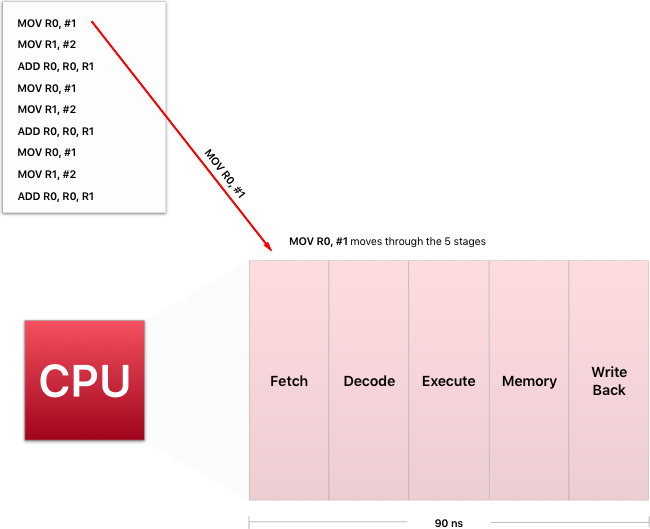 MOV R0, #1
MOV R1, #2
ADD R0, R0, R1
MOV R0, #1
MOV R1, #2
ADD R0, R0, R1
MOV R0, #1
MOV R1, #2
ADD R0, R0, R1
MOV R0, #1
MOV R0, #1 moves through the 5 stages
CPU
Fetch
Decode
Execute
Memory
Write
Back
90 ns